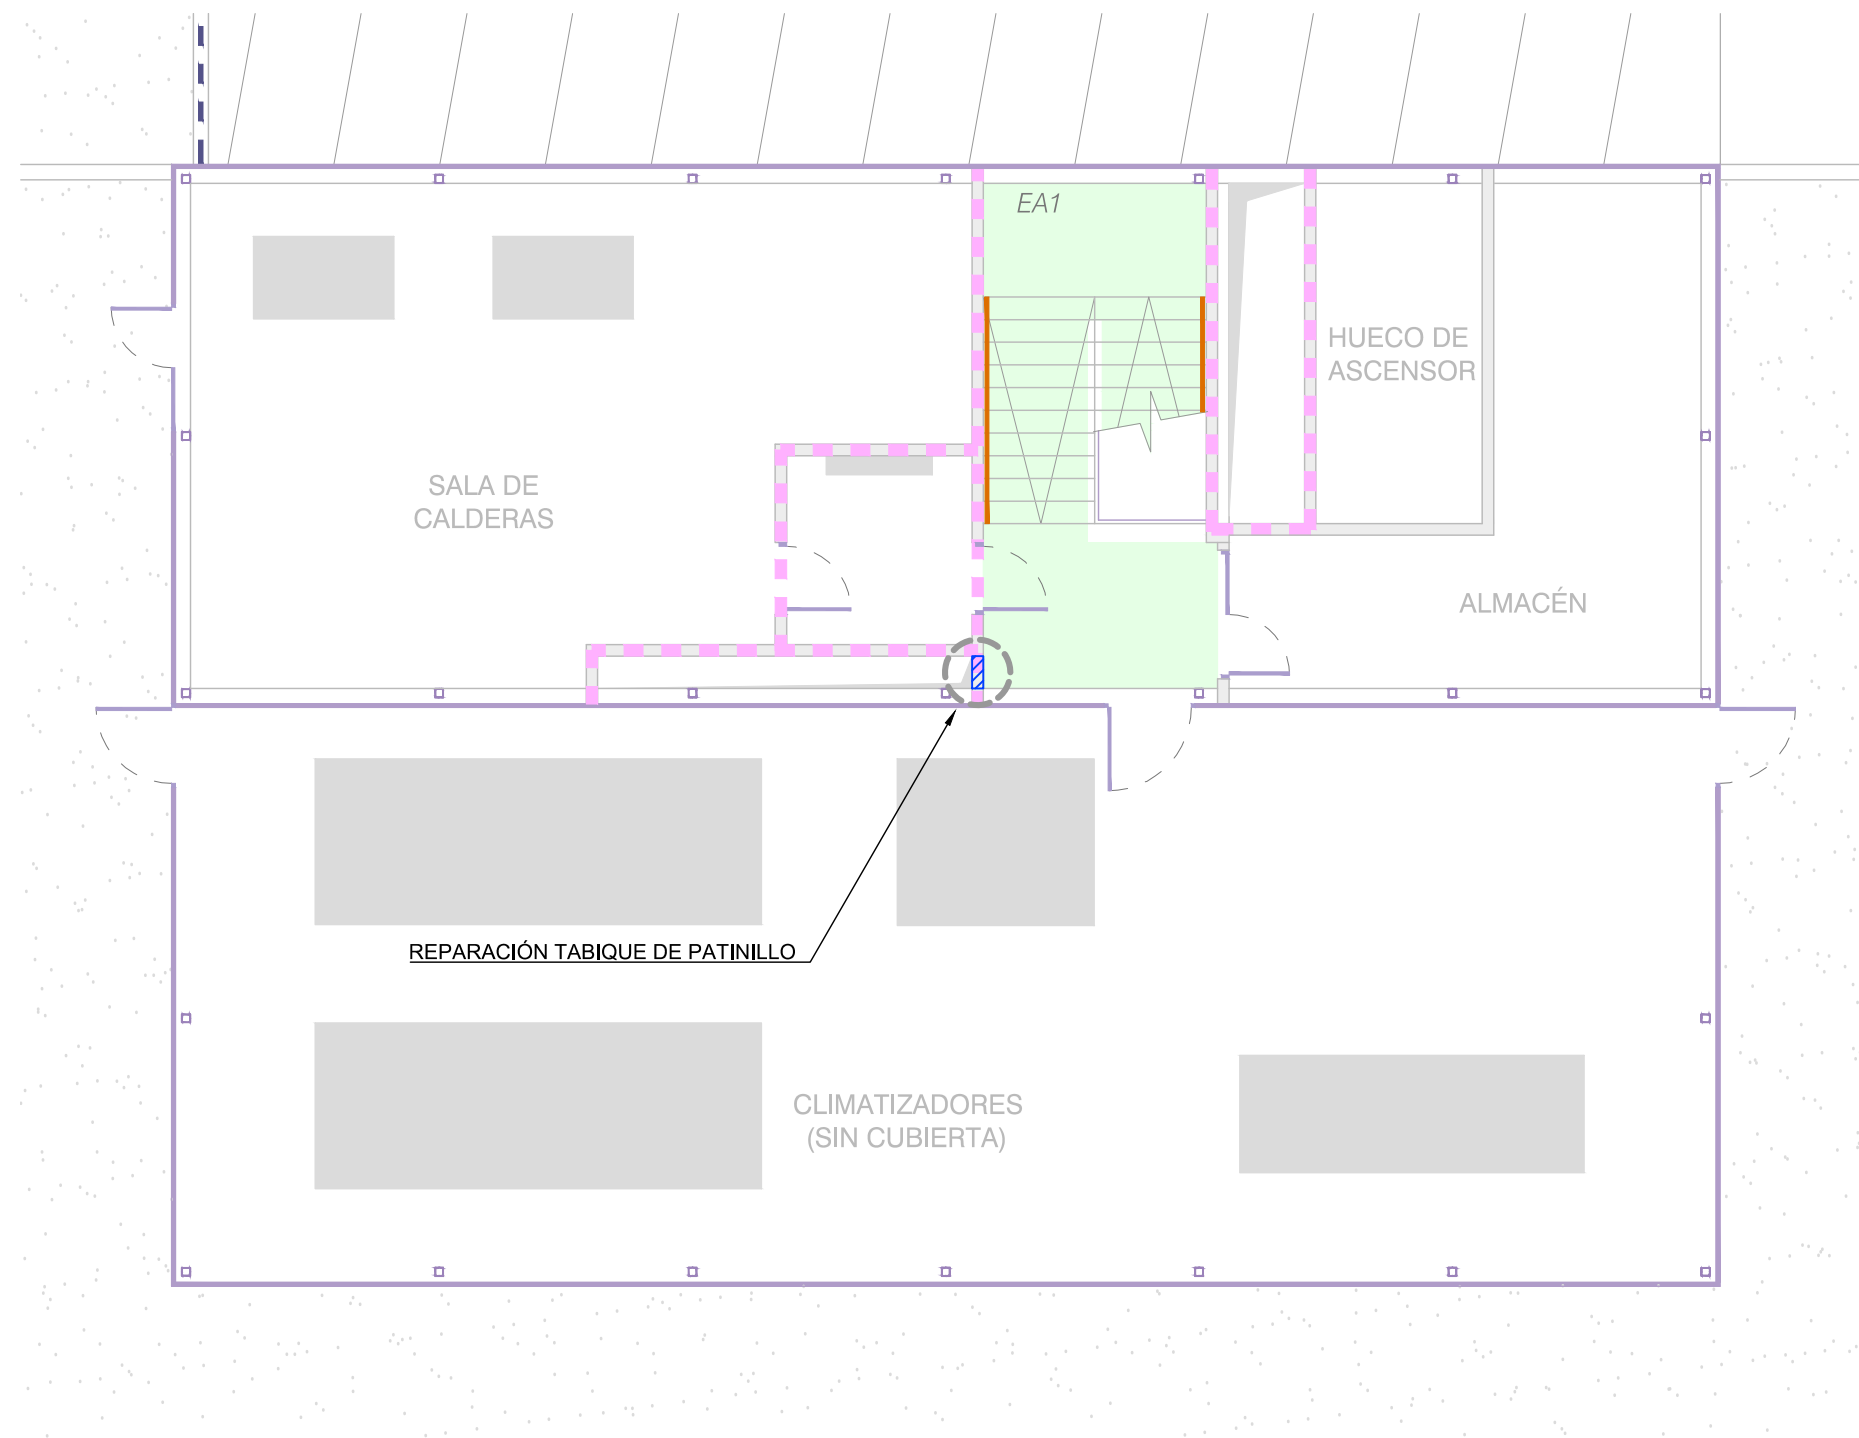 EA1
HUECO DE
ASCENSOR
SALA DE
CALDERAS
ALMACÉN
REPARACIÓN TABIQUE DE PATINILLO
CLIMATIZADORES
(SIN CUBIERTA)